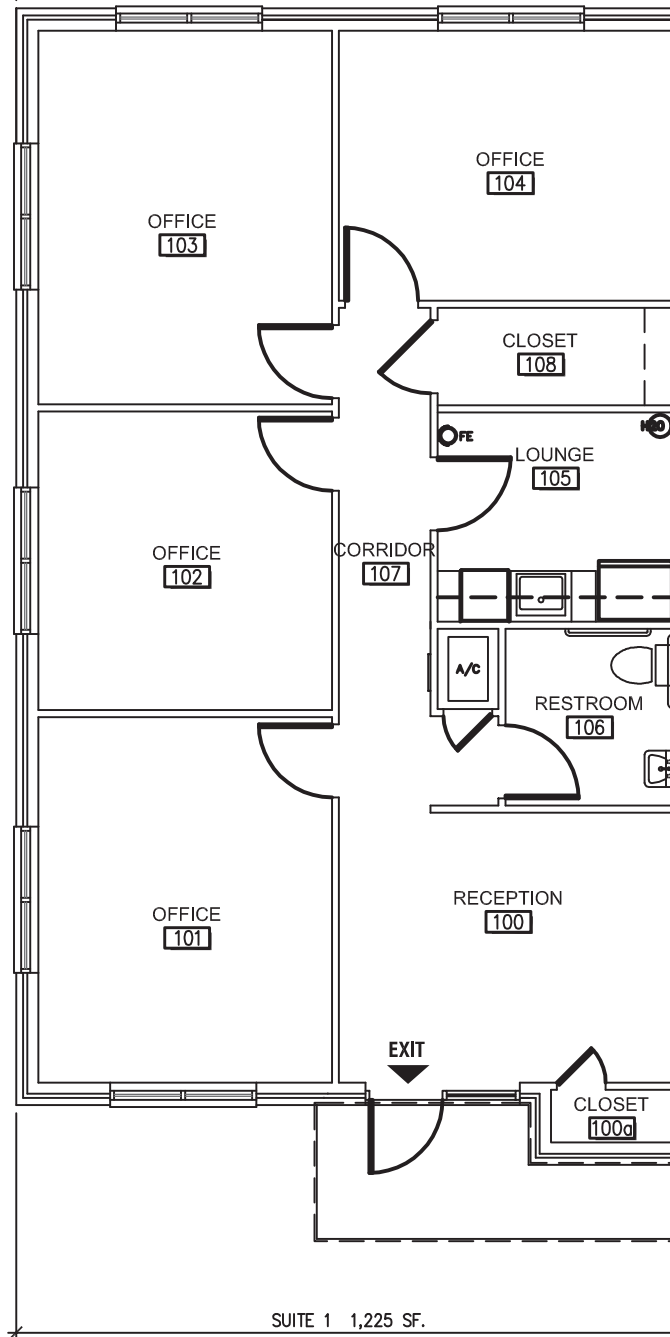 OFFICE
104
OFFICE
103
CLOSET
108
FE
H2O
LOUNGE
105
OFFICE
102
CORRIDOR
107
A/C
RESTROOM
106
OFFICE
101
RECEPTION
100
EXIT
CLOSET
100a
SUITE 1 1,225 SF.